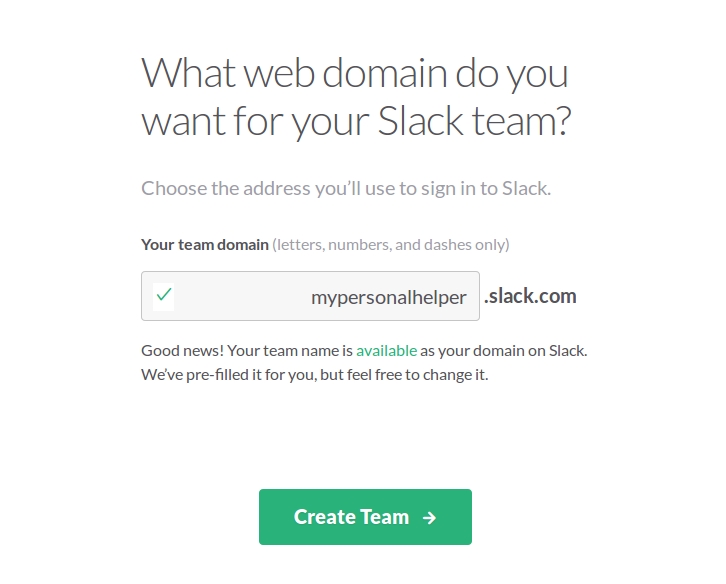 What web domain do you
want for your Slack team?
Choose the address you’ll use to sign in to Slack.
Your team domain (letters, numbers, and dashes only)
mypersonalhelper .slack.com
Good news! Your team name is available as your domain on Slack.
We’ve pre-filled it for you, but feel free to change it.
Create Team →